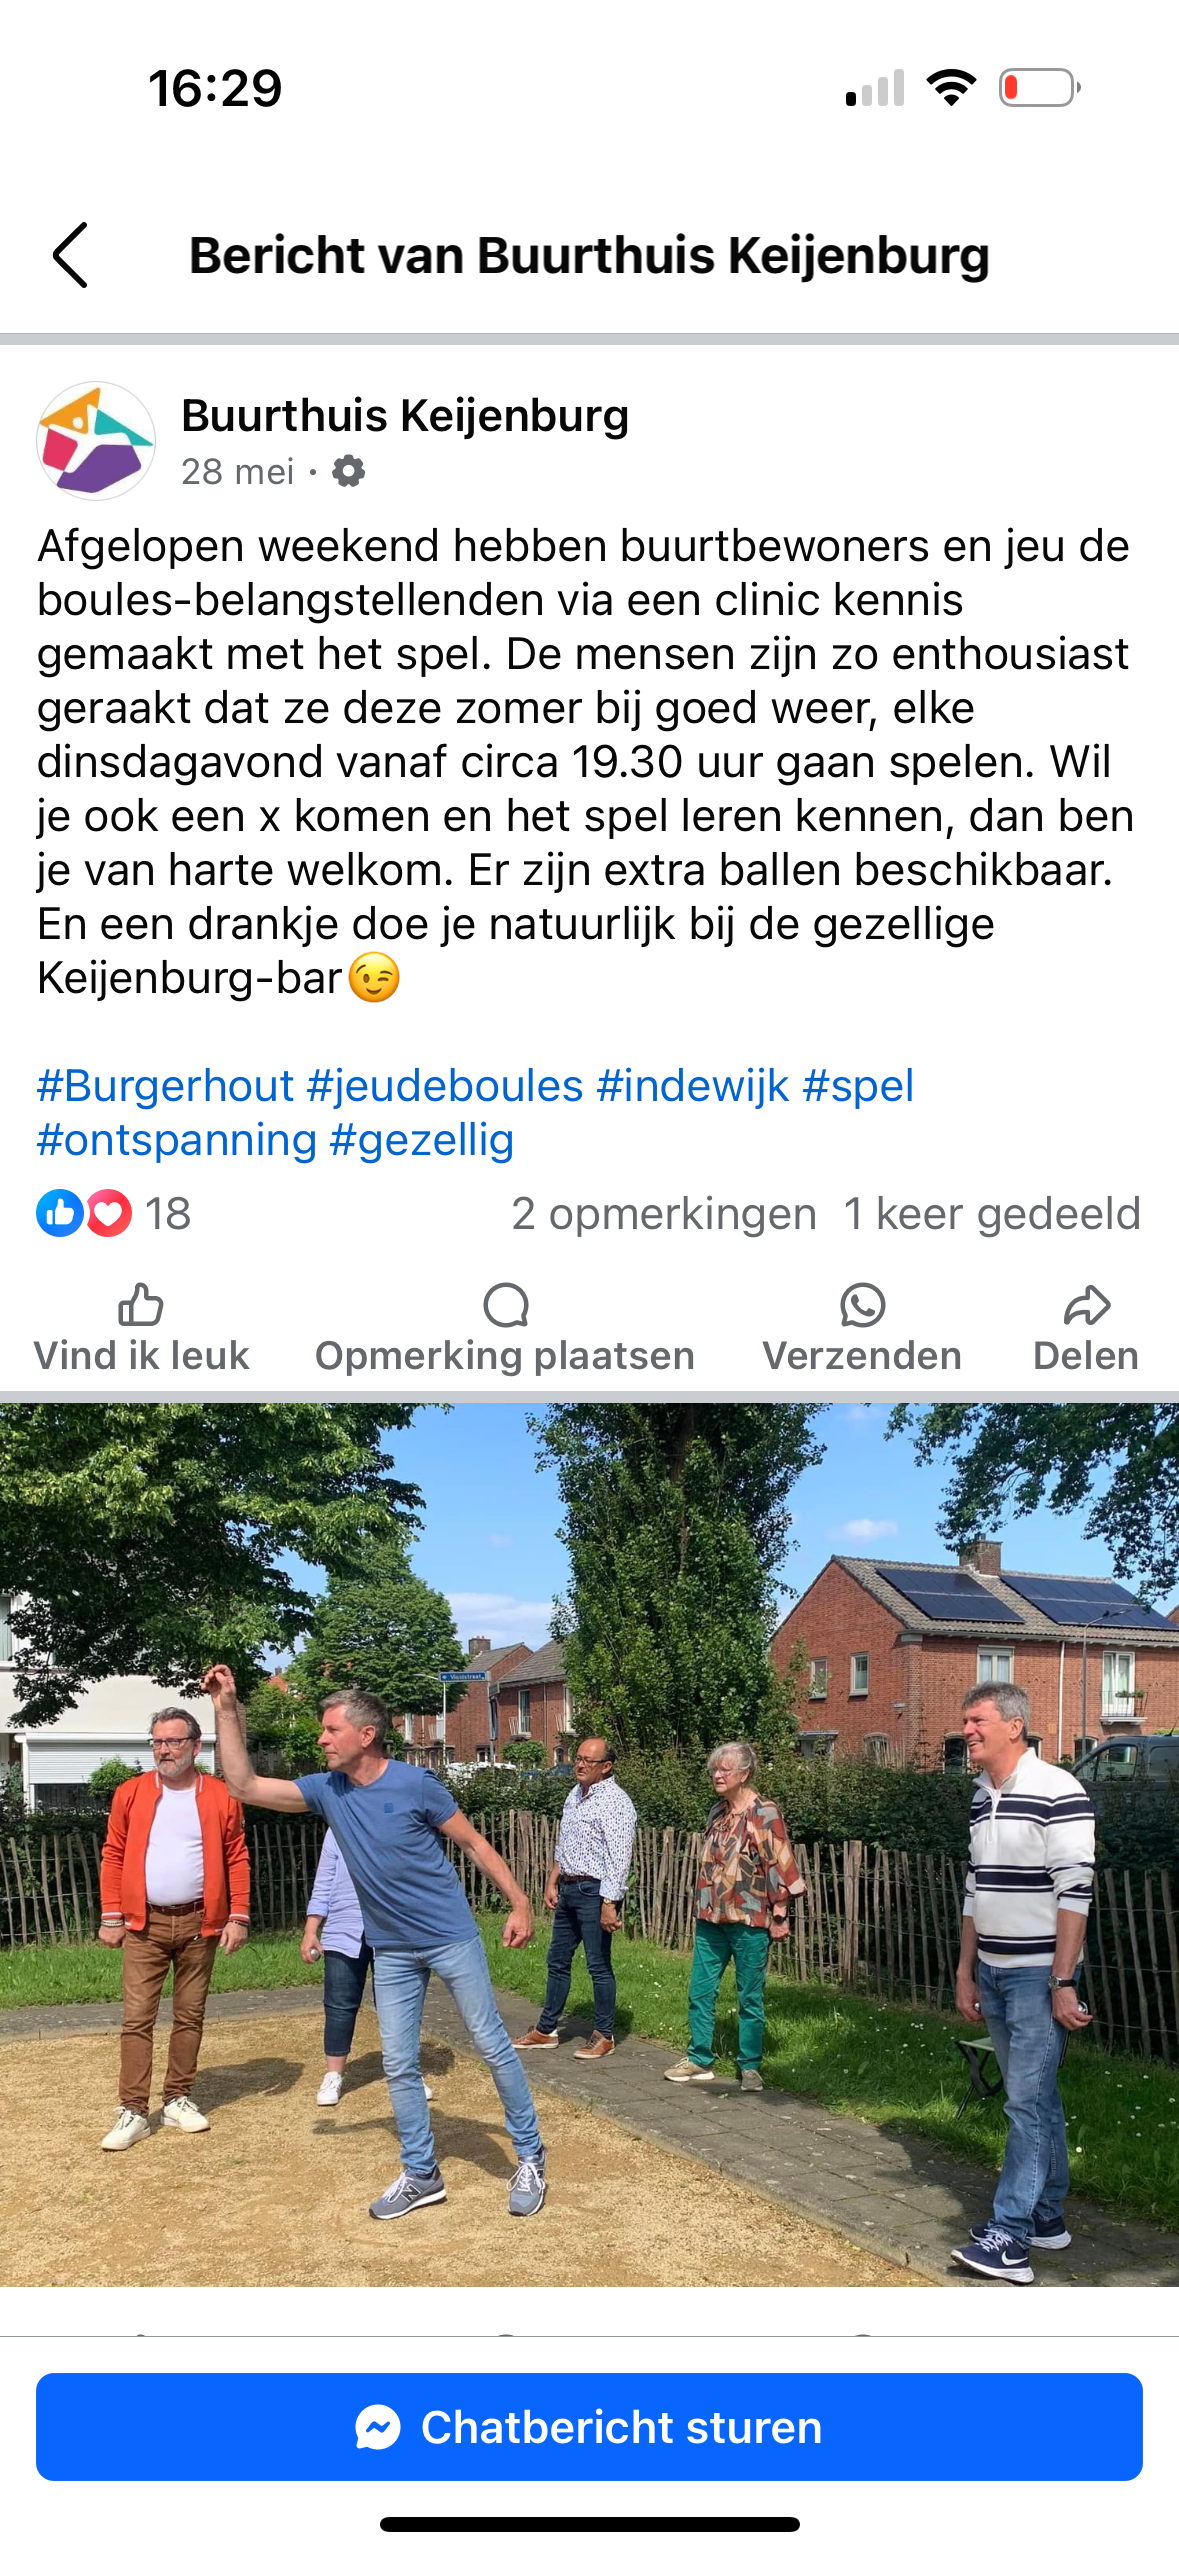 16:29
Bericht van Buurthuis Keijenburg
Buurthuis Keijenburg
28 mei ·
Afgelopen weekend hebben buurtbewoners en jeu de
boules-belangstellenden via een clinic kennis
gemaakt met het spel. De mensen zijn zo enthousiast
geraakt dat ze deze zomer bij goed weer, elke
dinsdagavond vanaf circa 19.30 uur gaan spelen. Wil
je ook een x komen en het spel leren kennen, dan ben
je van harte welkom. Er zijn extra ballen beschikbaar.
En een drankje doe je natuurlijk bij de gezellige
Keijenburg-bar😉
#Burgerhout #jeudeboules #indewijk #spel
#ontspanning #gezellig
18 2 opmerkingen 1 keer gedeeld
Vind ik leuk Opmerking plaatsen Verzenden Delen
N
Chatbericht sturen